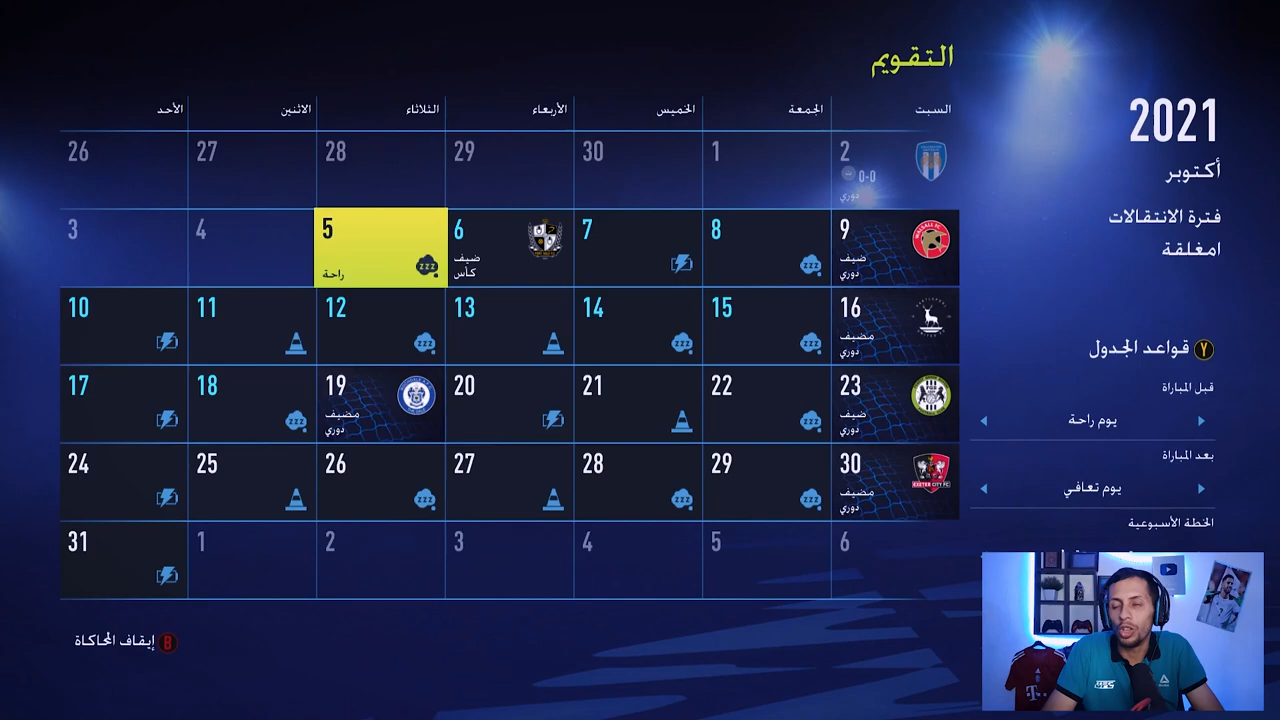 التقويم
2021
أكتوبر
فترة الانتقالات
امغلقة
الأحد الاثنين الثلاثاء الأربعاء الخميس الجمعة السبت
26 27 28 29 30 1 2
0-0
دوري
3 4 5 6 7 8 9
راحة
ضيف
كأس
ضيف
دوري
10 11 12 13 14 15 16
مضيف
دوري
17 18 19 20 21 22 23
مضيف
دوري
ضيف
دوري
24 25 26 27 28 29 30
EXETER CITY FC
مضيف
دوري
31 1 2 3 4 5 6
Y قواعد الجدول
قبل المباراة
يوم راحة
بعد المباراة
يوم تعافي
الخطة الأسبوعية
B إيقاف المحاكاة